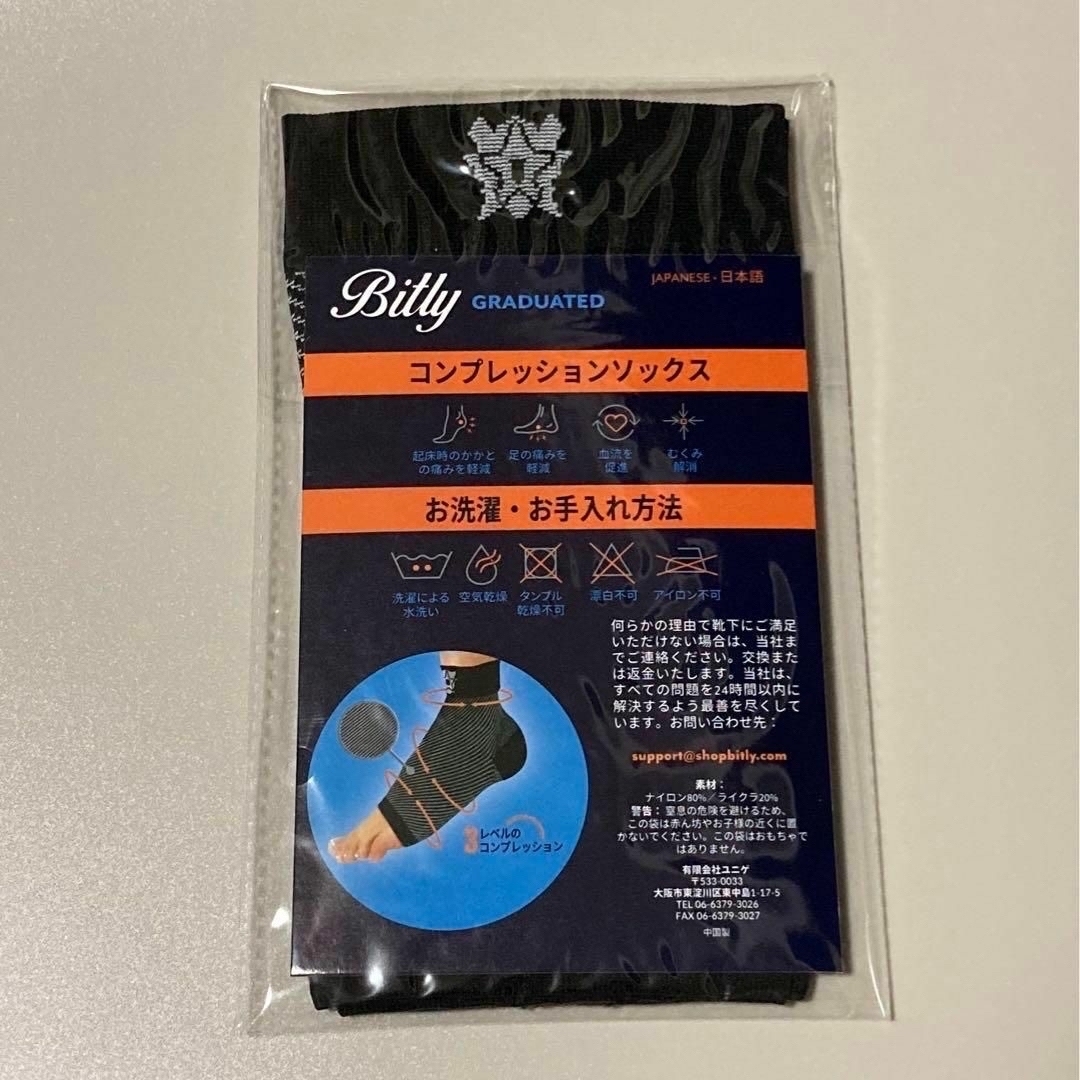 Bitly GRADUATED
JAPANESE・日本語
コンプレッションソックス
起床時のかかと
の痛みを軽減
足の痛みを
軽減
血流を
促進
むくみ
解消
お洗濯・お手入れ方法
洗濯による
水洗い
空気乾燥
タンブル
乾燥不可
漂白不可
アイロン不可
何らかの理由で靴下にご満足
いただけない場合は、当社ま
でご連絡ください。交換また
は返金いたします。当社は、
すべての問題を24時間以内に
解決するよう最善を尽くして
います。お問い合わせ先：
support@shopbitly.com
レベルの
コンプレッション
素材：
ナイロン80%／ライクラ20%
警告：窒息の危険を避けるため、
この袋は赤ん坊やお子様の近くに置
かないでください。この袋はおもちゃで
はありません。
有限会社ユニゲ
〒533-0033
大阪市東淀川区東中島1-17-5
TEL 06-6379-3026
FAX 06-6379-3027
中国製